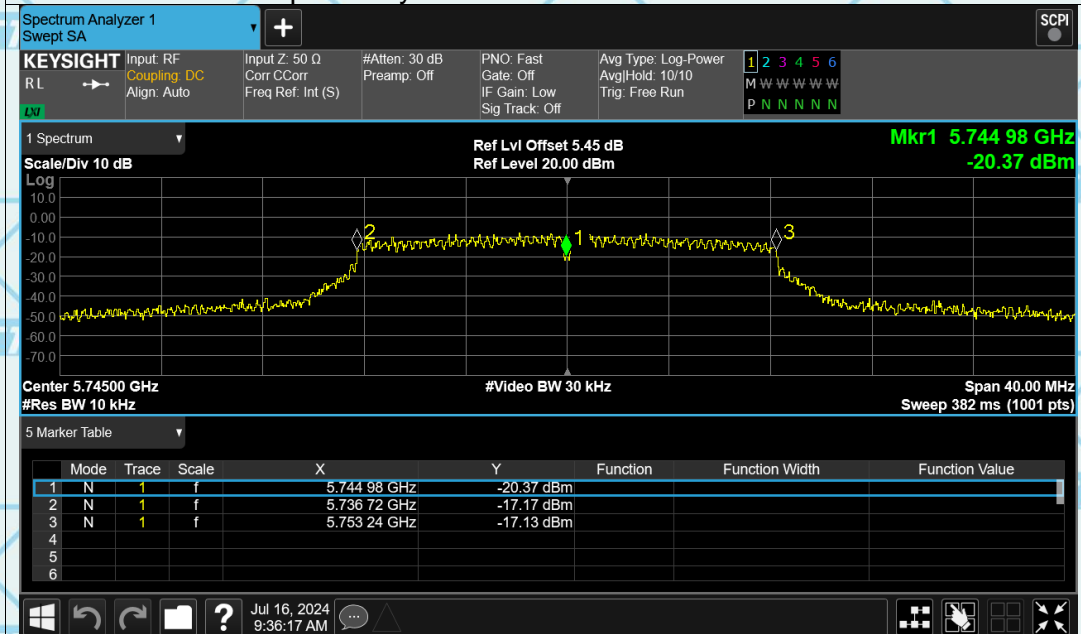 Spectrum Analyzer 1
Swept SA
+
SCPI
KEYSIGHT Input: RF Input Z: 50 Ω #Atten: 30 dB PNO: Fast Avg Type: Log-Power 1 2 3 4 5 6
RL Coupling: DC Corr CCorr Preamp: Off Gate: Off Avg|Hold: 10/10 M W W W W W
Align: Auto Freq Ref: Int (S) IF Gain: Low Trig: Free Run P N N N N N
LXI Sig Track: Off
1 Spectrum Ref Lvl Offset 5.45 dB Mkr1 5.744 98 GHz
Scale/Div 10 dB Ref Level 20.00 dBm -20.37 dBm
Log
10.0
0.00
-10.0
-20.0
-30.0
-40.0
-50.0
-60.0
-70.0
2 1 3
Center 5.74500 GHz #Video BW 30 kHz Span 40.00 MHz
#Res BW 10 kHz Sweep 382 ms (1001 pts)
5 Marker Table
Mode Trace Scale X Y Function Function Width Function Value
1 N 1 f 5.744 98 GHz -20.37 dBm
2 N 1 f 5.736 72 GHz -17.17 dBm
3 N 1 f 5.753 24 GHz -17.13 dBm
4
5
6
? Jul 16, 2024
9:36:17 AM